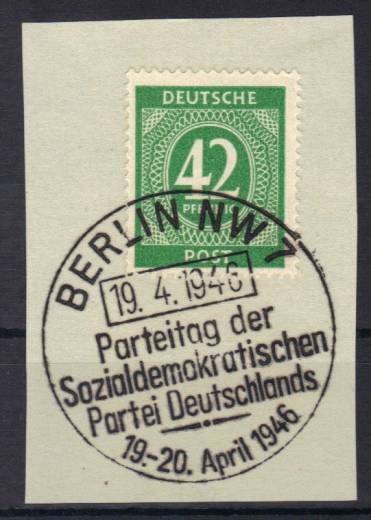 DEUTSCHE
42
PFENNIG
POST
BERLIN NW 7
19. 4. 1946
Parteitag der
Sozialdemokratischen
Partei Deutschlands
19.-20. April 1946